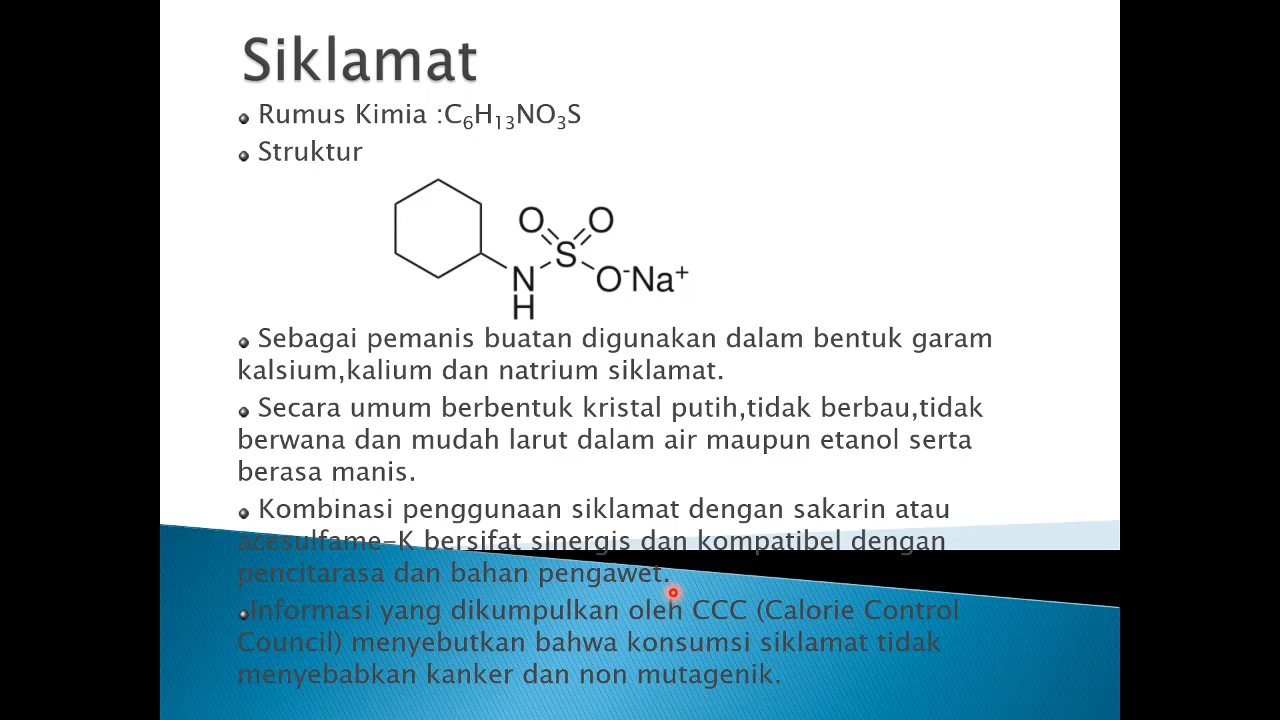 Siklamat
Rumus Kimia :C₆H₁₃NO₃S
Struktur
O O
S
N O⁻Na⁺
H
Sebagai pemanis buatan digunakan dalam bentuk garam
kalsium,kalium dan natrium siklamat.
Secara umum berbentuk kristal putih,tidak berbau,tidak
berwana dan mudah larut dalam air maupun etanol serta
berasa manis.
Kombinasi penggunaan siklamat dengan sakarin atau
acesulfame-K bersifat sinergis dan kompatibel dengan
pencitarasa dan bahan pengawet.
Informasi yang dikumpulkan oleh CCC (Calorie Control
Council) menyebutkan bahwa konsumsi siklamat tidak
menyebabkan kanker dan non mutagenik.